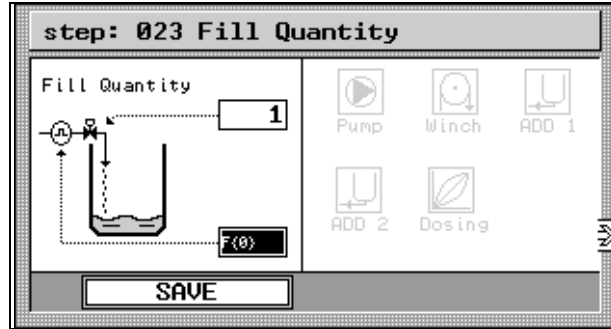 step: 023 Fill Quantity
Fill Quantity
1
F(0)
Pump
Winch
ADD 1
ADD 2
Dosing
SAVE